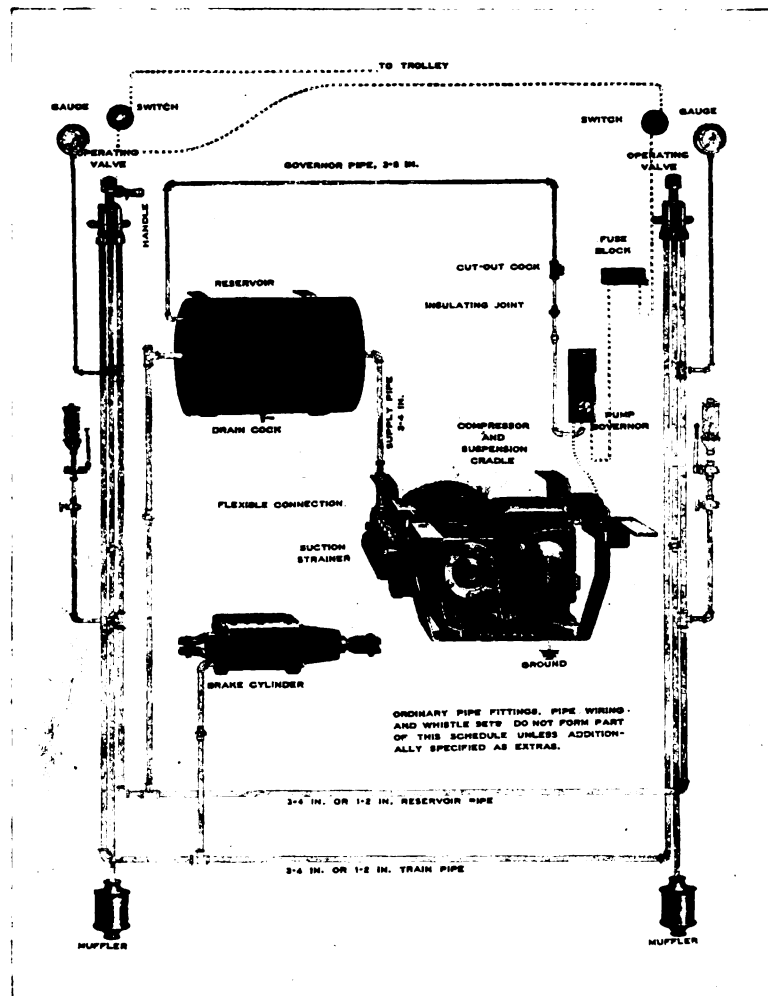 TO TROLLEY
GAUGE
SWITCH
SWITCH
GAUGE
OPERATING
VALVE
OPERATING
VALVE
GOVERNOR PIPE, 3-8 IN.
HANDLE
FUSE
BLOCK
CUT-OUT COCK
RESERVOIR
INSULATING JOINT
SUPPLY PIPE
3-4 IN.
DRAIN COCK
PUMP
GOVERNOR
COMPRESSOR
AND
SUSPENSION
CRADLE
FLEXIBLE CONNECTION
SUCTION
STRAINER
GROUND
BRAKE CYLINDER
ORDINARY PIPE FITTINGS, PIPE WIRING
AND WHISTLE SETS DO NOT FORM PART
OF THIS SCHEDULE UNLESS ADDITION-
ALLY SPECIFIED AS EXTRAS.
3-4 IN. OR 1-2 IN. RESERVOIR PIPE
3-4 IN. OR 1-2 IN. TRAIN PIPE
MUFFLER
MUFFLER